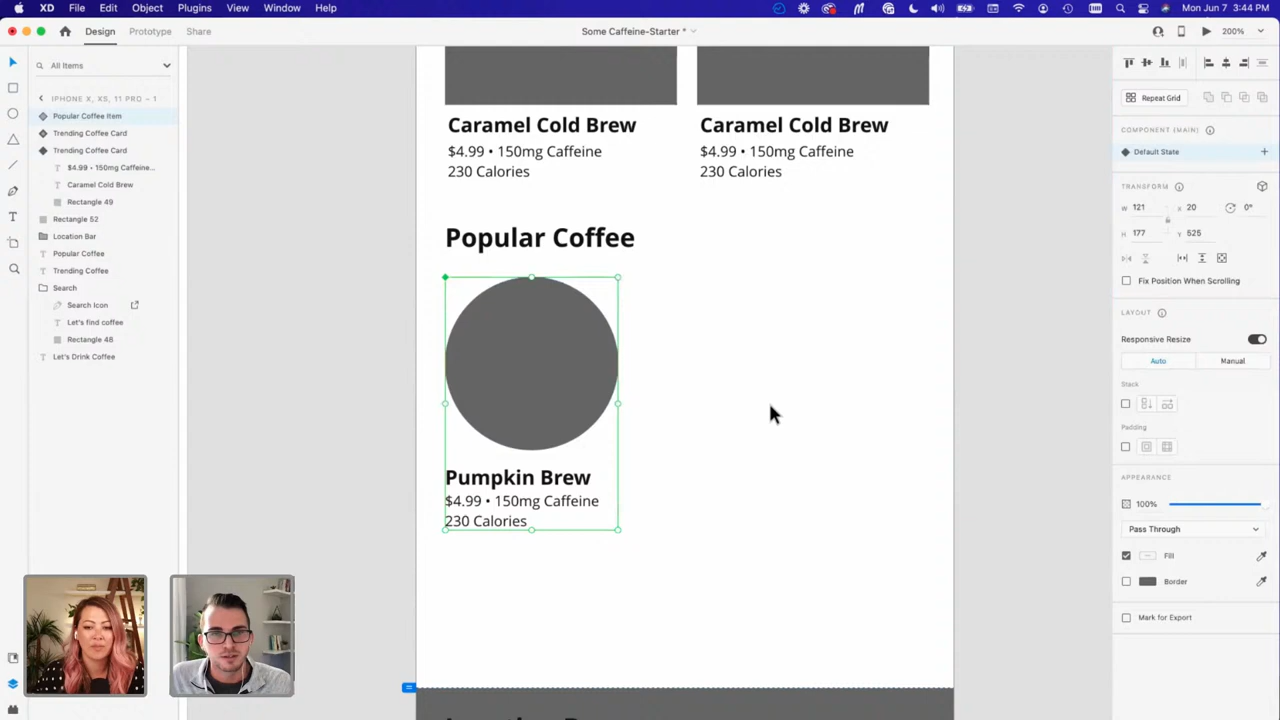 XD File Edit Object Plugins View Window Help
Mon Jun 7 3:44 PM
Design Prototype Share
Some Caffeine-Starter *
200%
All Items
IPHONE X, XS, 11 PRO – 1
Popular Coffee Item
Trending Coffee Card
Trending Coffee Card
$4.99 • 150mg Caffeine...
Caramel Cold Brew
Rectangle 49
Rectangle 52
Location Bar
Popular Coffee
Trending Coffee
Search
Search Icon
Let's find coffee
Rectangle 48
Let's Drink Coffee
Caramel Cold Brew
$4.99 • 150mg Caffeine
230 Calories
Caramel Cold Brew
$4.99 • 150mg Caffeine
230 Calories
Popular Coffee
Pumpkin Brew
$4.99 • 150mg Caffeine
230 Calories
Repeat Grid
COMPONENT (MAIN)
Default State
TRANSFORM
W 121 X 20 0°
H 177 Y 525
Fix Position When Scrolling
LAYOUT
Responsive Resize
Auto Manual
Stack
Padding
APPEARANCE
100%
Pass Through
Fill
Border
Mark for Export